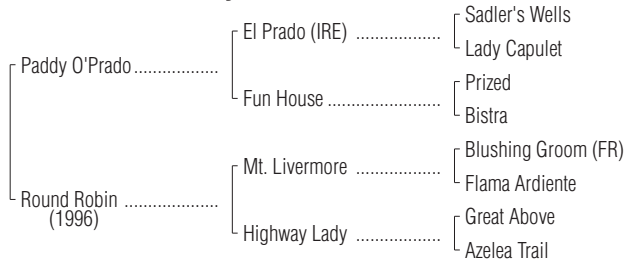 Sadler's Wells
El Prado (IRE) ..................
Lady Capulet
Paddy O'Prado ..................
Prized
Fun House ........................
Bistra
Blushing Groom (FR)
Mt. Livermore ..................
Flama Ardiente
Round Robin ....................
(1996)
Great Above
Highway Lady ..................
Azelea Trail